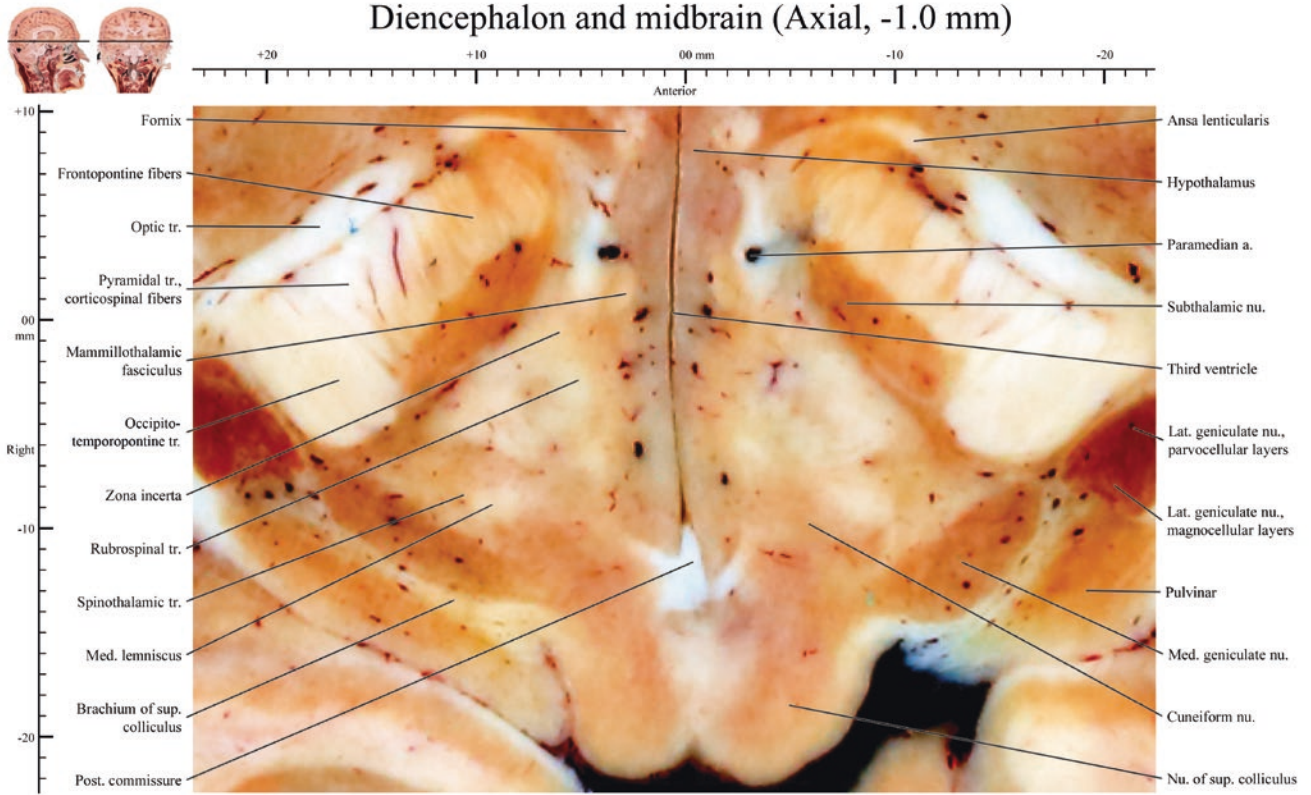 Diencephalon and midbrain (Axial, -1.0 mm)
+20
+10
00 mm
-10
-20
Anterior
+10
00
mm
Right
-10
-20
Fornix
Frontopontine fibers
Optic tr.
Pyramidal tr.,
corticospinal fibers
Mammillothalamic
fasciculus
Occipito-
temporopontine tr.
Zona incerta
Rubrospinal tr.
Spinothalamic tr.
Med. lemniscus
Brachium of sup.
colliculus
Post. commissure
Ansa lenticularis
Hypothalamus
Paramedian a.
Subthalamic nu.
Third ventricle
Lat. geniculate nu.,
parvocellular layers
Lat. geniculate nu.,
magnocellular layers
Pulvinar
Med. geniculate nu.
Cuneiform nu.
Nu. of sup. colliculus